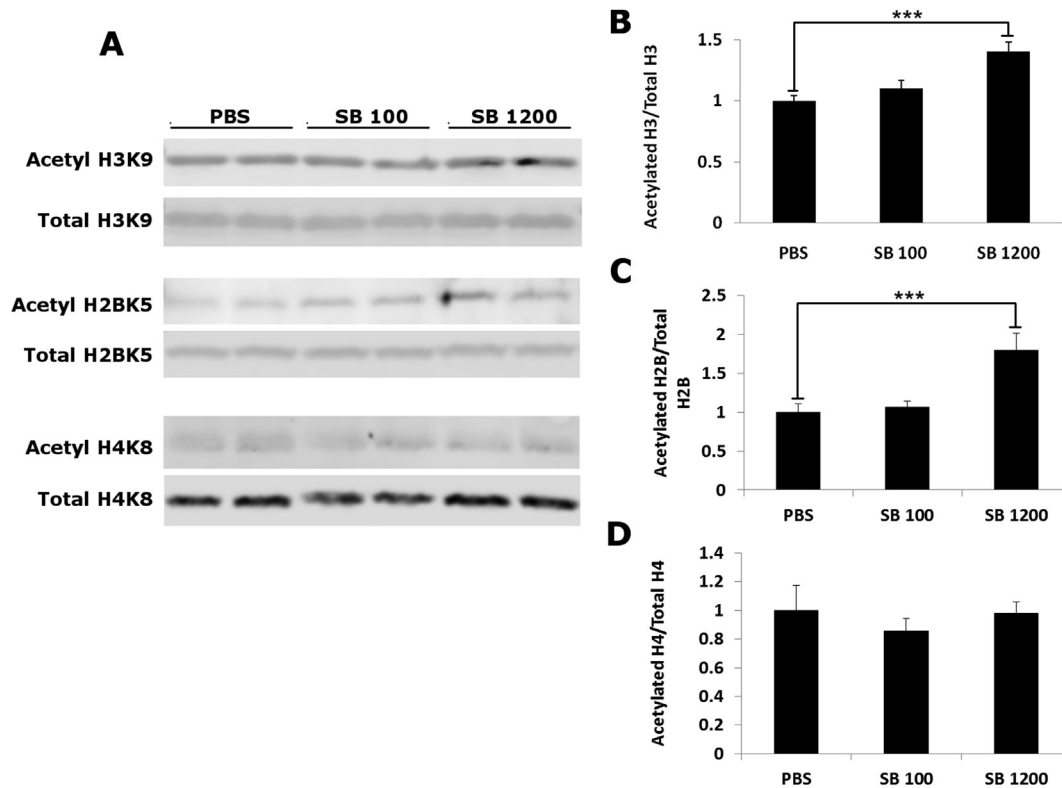 A
PBS SB 100 SB 1200
Acetyl H3K9
Total H3K9
Acetyl H2BK5
Total H2BK5
Acetyl H4K8
Total H4K8
B
***
Acetylated H3/Total H3
1.5
1
0.5
0
PBS SB 100 SB 1200
C
***
Acetylated H2B/Total
H2B
2.5
2
1.5
1
0.5
0
PBS SB 100 SB 1200
D
Acetylated H4/Total H4
1.4
1.2
1
0.8
0.6
0.4
0.2
0
PBS SB 100 SB 1200